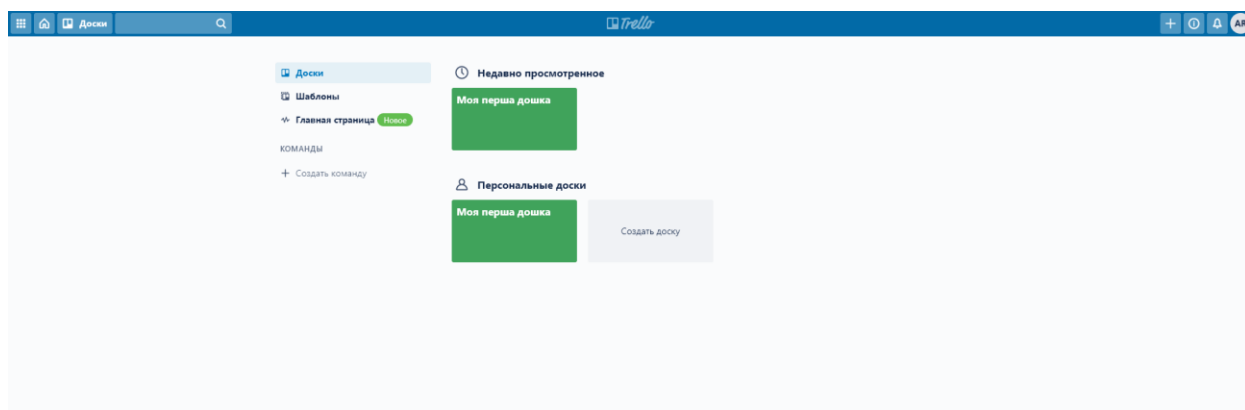 Доски
Trello
AR
Доски
Шаблоны
Главная страница Новое
КОМАНДЫ
+ Создать команду
Недавно просмотренное
Моя перша дошка
Персональные доски
Моя перша дошка
Создать доску